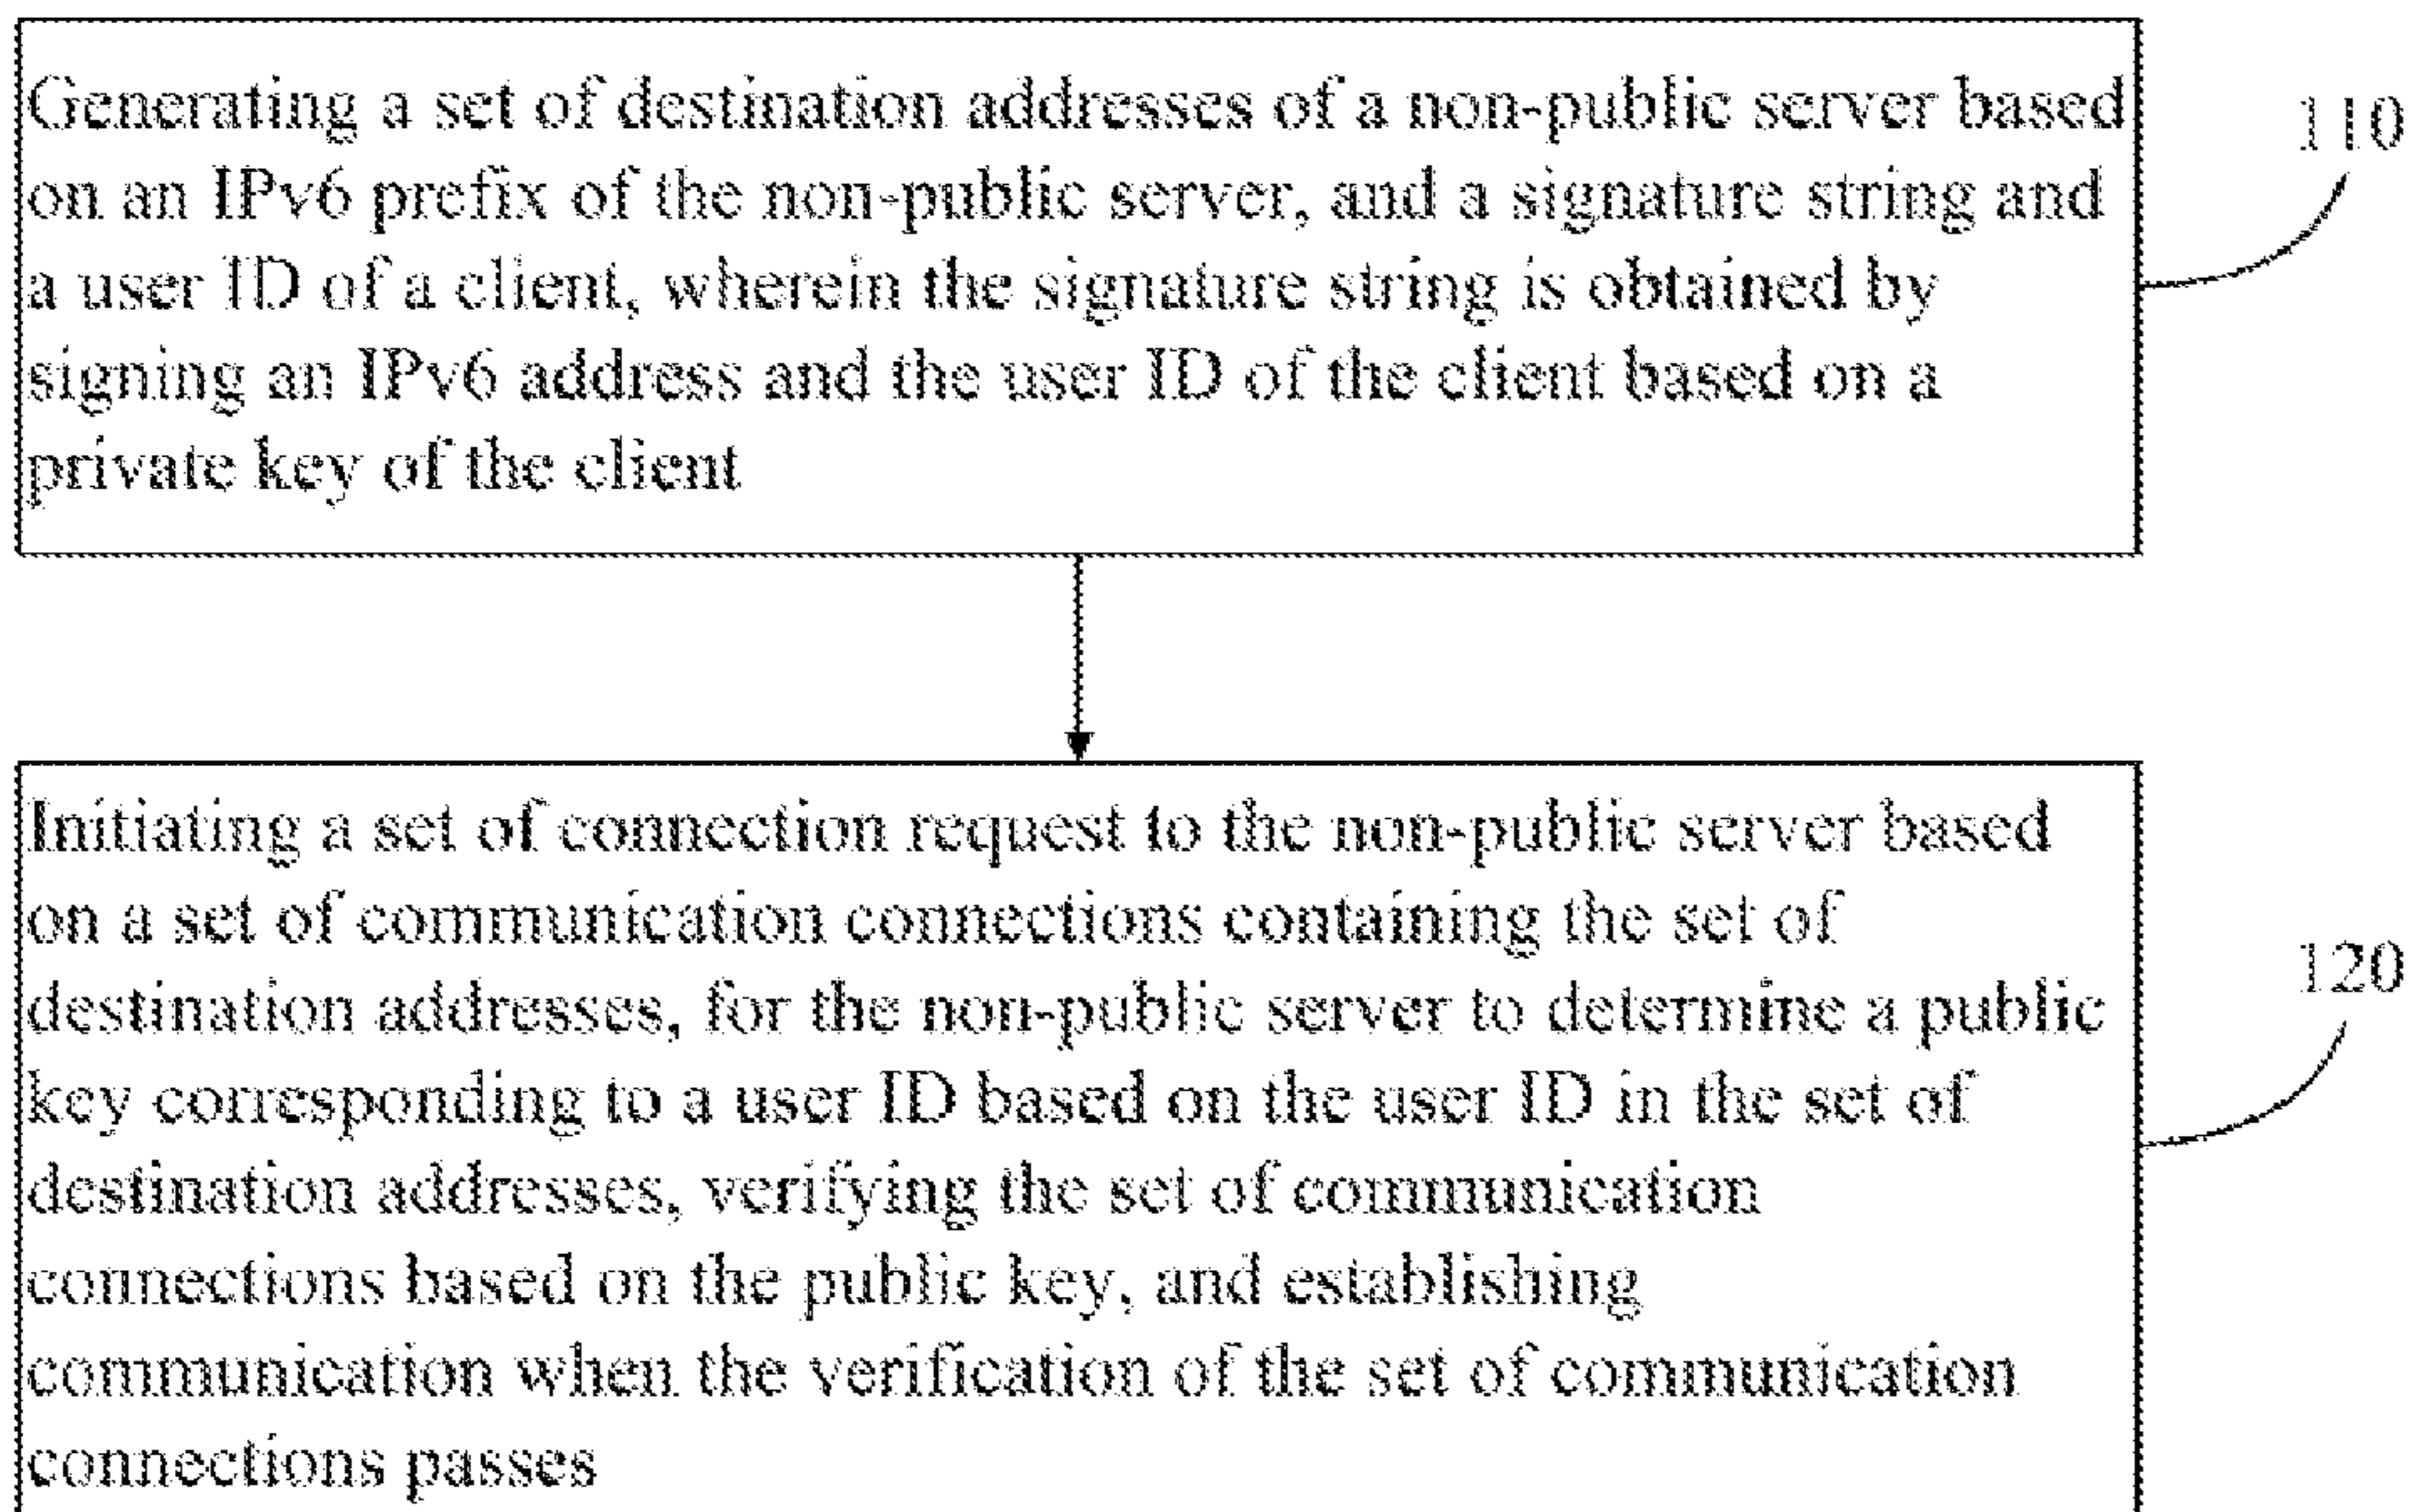 Generating a set of destination addresses of a non-public server based
on an IPv6 prefix of the non-public server, and a signature string and
a user ID of a client, wherein the signature string is obtained by
signing an IPv6 address and the user ID of the client based on a
private key of the client
110
Initiating a set of connection request to the non-public server based
on a set of communication connections containing the set of
destination addresses, for the non-public server to determine a public
key corresponding to a user ID based on the user ID in the set of
destination addresses, verifying the set of communication
connections based on the public key, and establishing
communication when the verification of the set of communication
connections passes
120